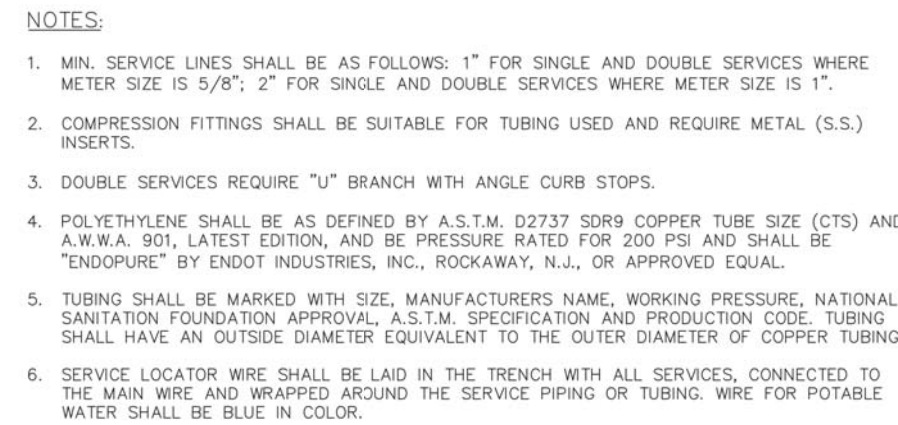 NOTES:
1. MIN. SERVICE LINES SHALL BE AS FOLLOWS: 1" FOR SINGLE AND DOUBLE SERVICES WHERE
METER SIZE IS 5/8"; 2" FOR SINGLE AND DOUBLE SERVICES WHERE METER SIZE IS 1".
2. COMPRESSION FITTINGS SHALL BE SUITABLE FOR TUBING USED AND REQUIRE METAL (S.S.)
INSERTS.
3. DOUBLE SERVICES REQUIRE "U" BRANCH WITH ANGLE CURB STOPS.
4. POLYETHYLENE SHALL BE AS DEFINED BY A.S.T.M. D2737 SDR9 COPPER TUBE SIZE (CTS) AND
A.W.W.A. 901, LATEST EDITION, AND BE PRESSURE RATED FOR 200 PSI AND SHALL BE
"ENDOPURE" BY ENDOT INDUSTRIES, INC., ROCKAWAY, N.J., OR APPROVED EQUAL.
5. TUBING SHALL BE MARKED WITH SIZE, MANUFACTURERS NAME, WORKING PRESSURE, NATIONAL
SANITATION FOUNDATION APPROVAL, A.S.T.M. SPECIFICATION AND PRODUCTION CODE. TUBING
SHALL HAVE AN OUTSIDE DIAMETER EQUIVALENT TO THE OUTER DIAMETER OF COPPER TUBING
6. SERVICE LOCATOR WIRE SHALL BE LAID IN THE TRENCH WITH ALL SERVICES, CONNECTED TO
THE MAIN WIRE AND WRAPPED AROUND THE SERVICE PIPING OR TUBING. WIRE FOR POTABLE
WATER SHALL BE BLUE IN COLOR.